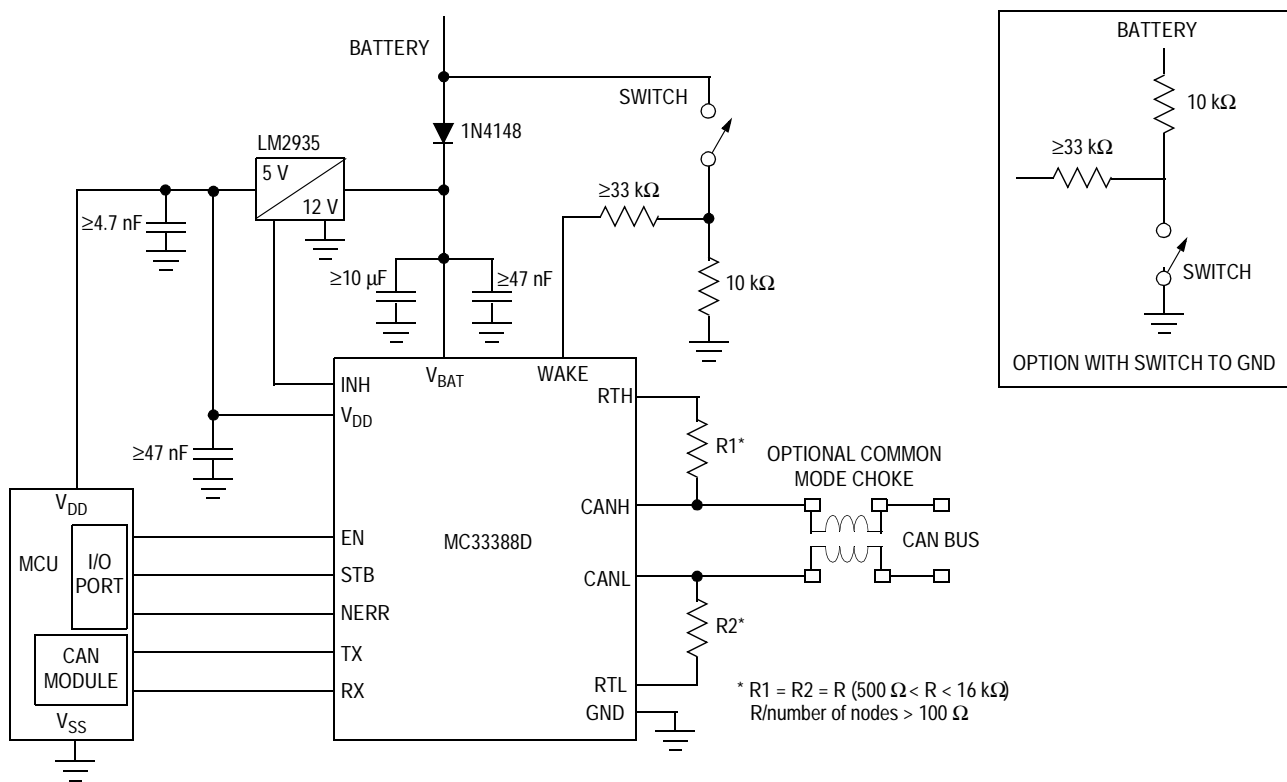 BATTERY
SWITCH
1N4148
LM2935
5 V
12 V
≥33 kΩ
≥4.7 nF
≥10 μF
≥47 nF
10 kΩ
INH
VBAT
WAKE
RTH
VDD
≥47 nF
R1*
OPTIONAL COMMON
MODE CHOKE
VDD
CANH
MCU
I/O
PORT
EN
MC33388D
CAN BUS
STB
CANL
NERR
R2*
CAN
MODULE
TX
RX
RTL
GND
VSS
* R1 = R2 = R (500 Ω < R < 16 kΩ)
R/number of nodes > 100 Ω
BATTERY
10 kΩ
≥33 kΩ
SWITCH
OPTION WITH SWITCH TO GND